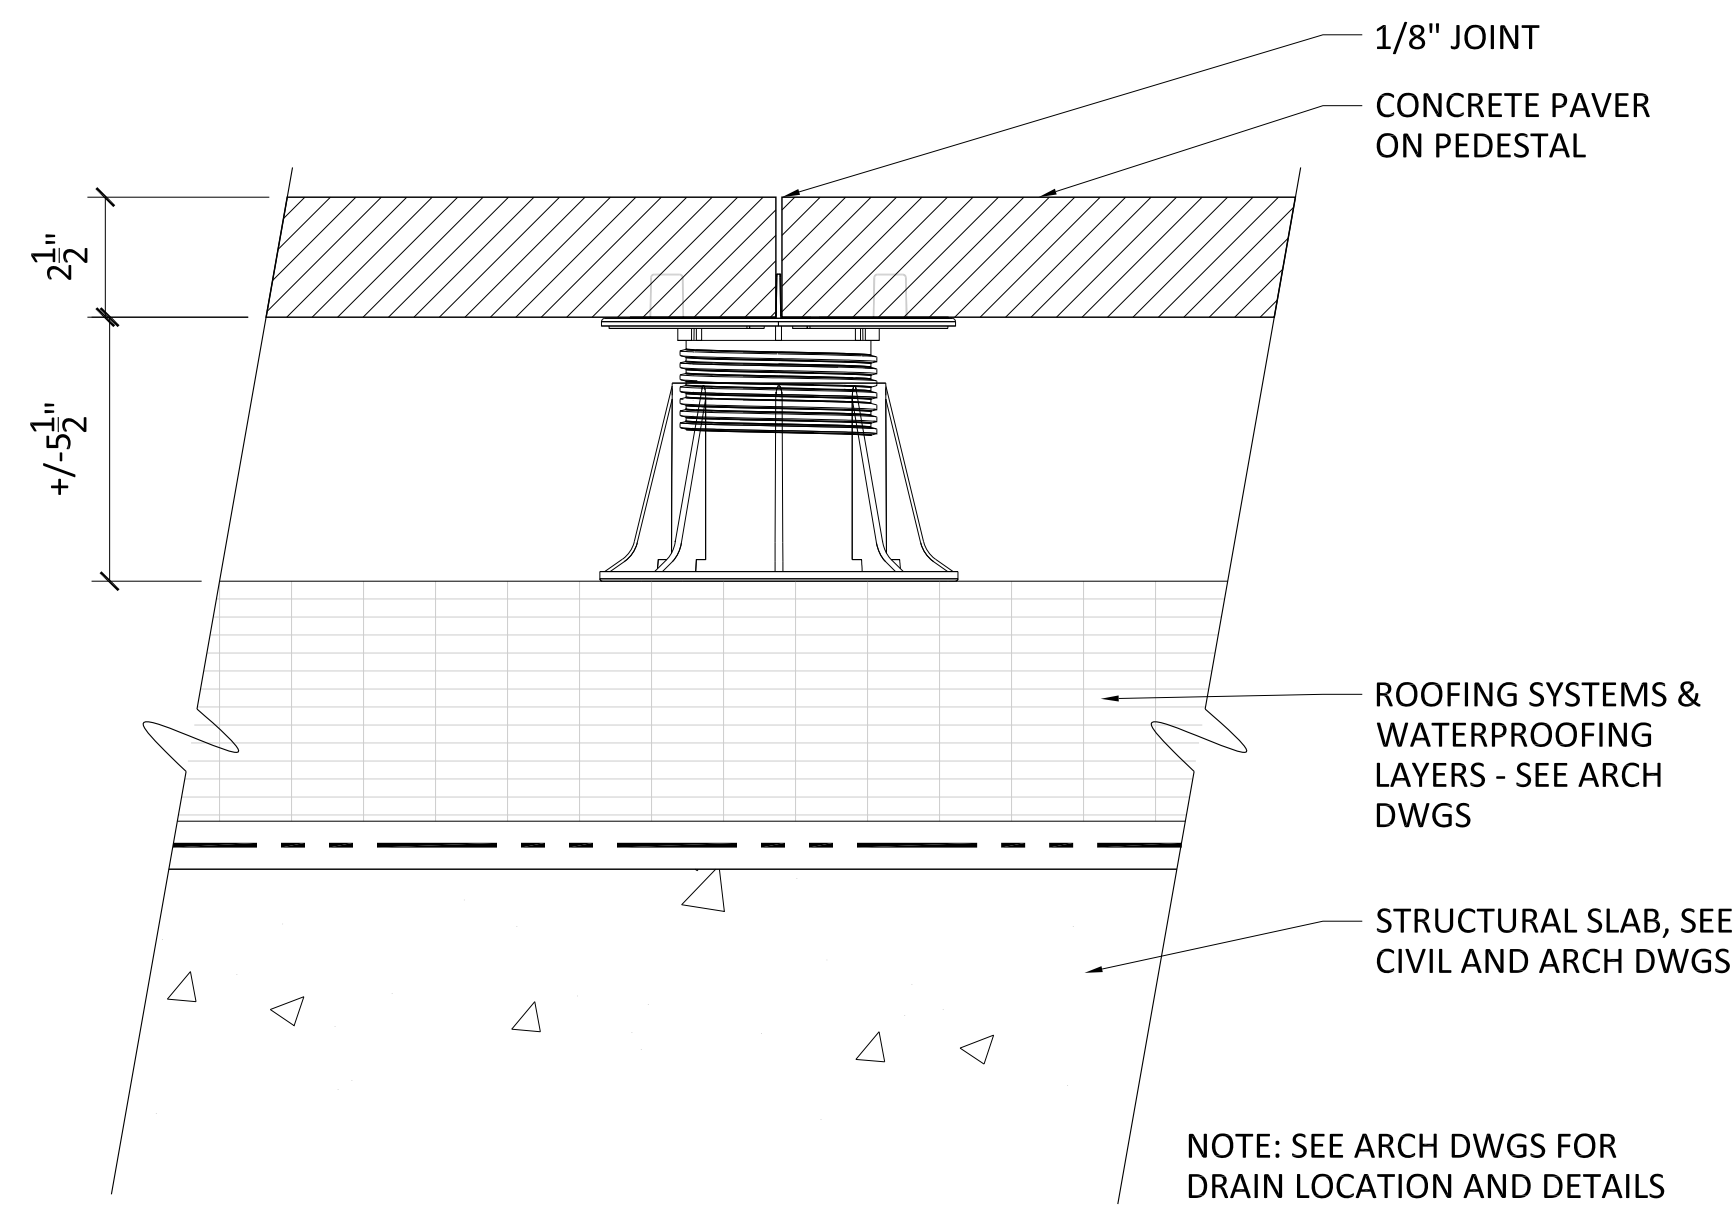 1/8" JOINT
CONCRETE PAVER
ON PEDESTAL
2 1/2"
+/-5 1/2"
ROOFING SYSTEMS &
WATERPROOFING
LAYERS - SEE ARCH
DWGS
STRUCTURAL SLAB, SEE
CIVIL AND ARCH DWGS
NOTE: SEE ARCH DWGS FOR
DRAIN LOCATION AND DETAILS